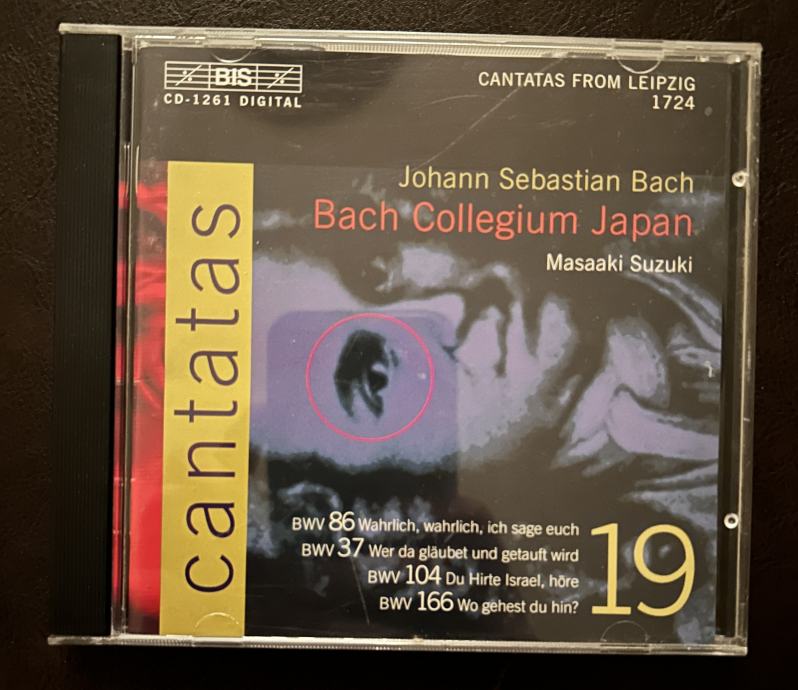 BIS
CD-1261 DIGITAL
CANTATAS FROM LEIPZIG
1724
Johann Sebastian Bach
Bach Collegium Japan
Masaaki Suzuki
cantatas
BWV 86 Wahrlich, wahrlich, ich sage euch
BWV 37 Wer da gläubet und getauft wird
BWV 104 Du Hirte Israel, höre
BWV 166 Wo gehest du hin?
19